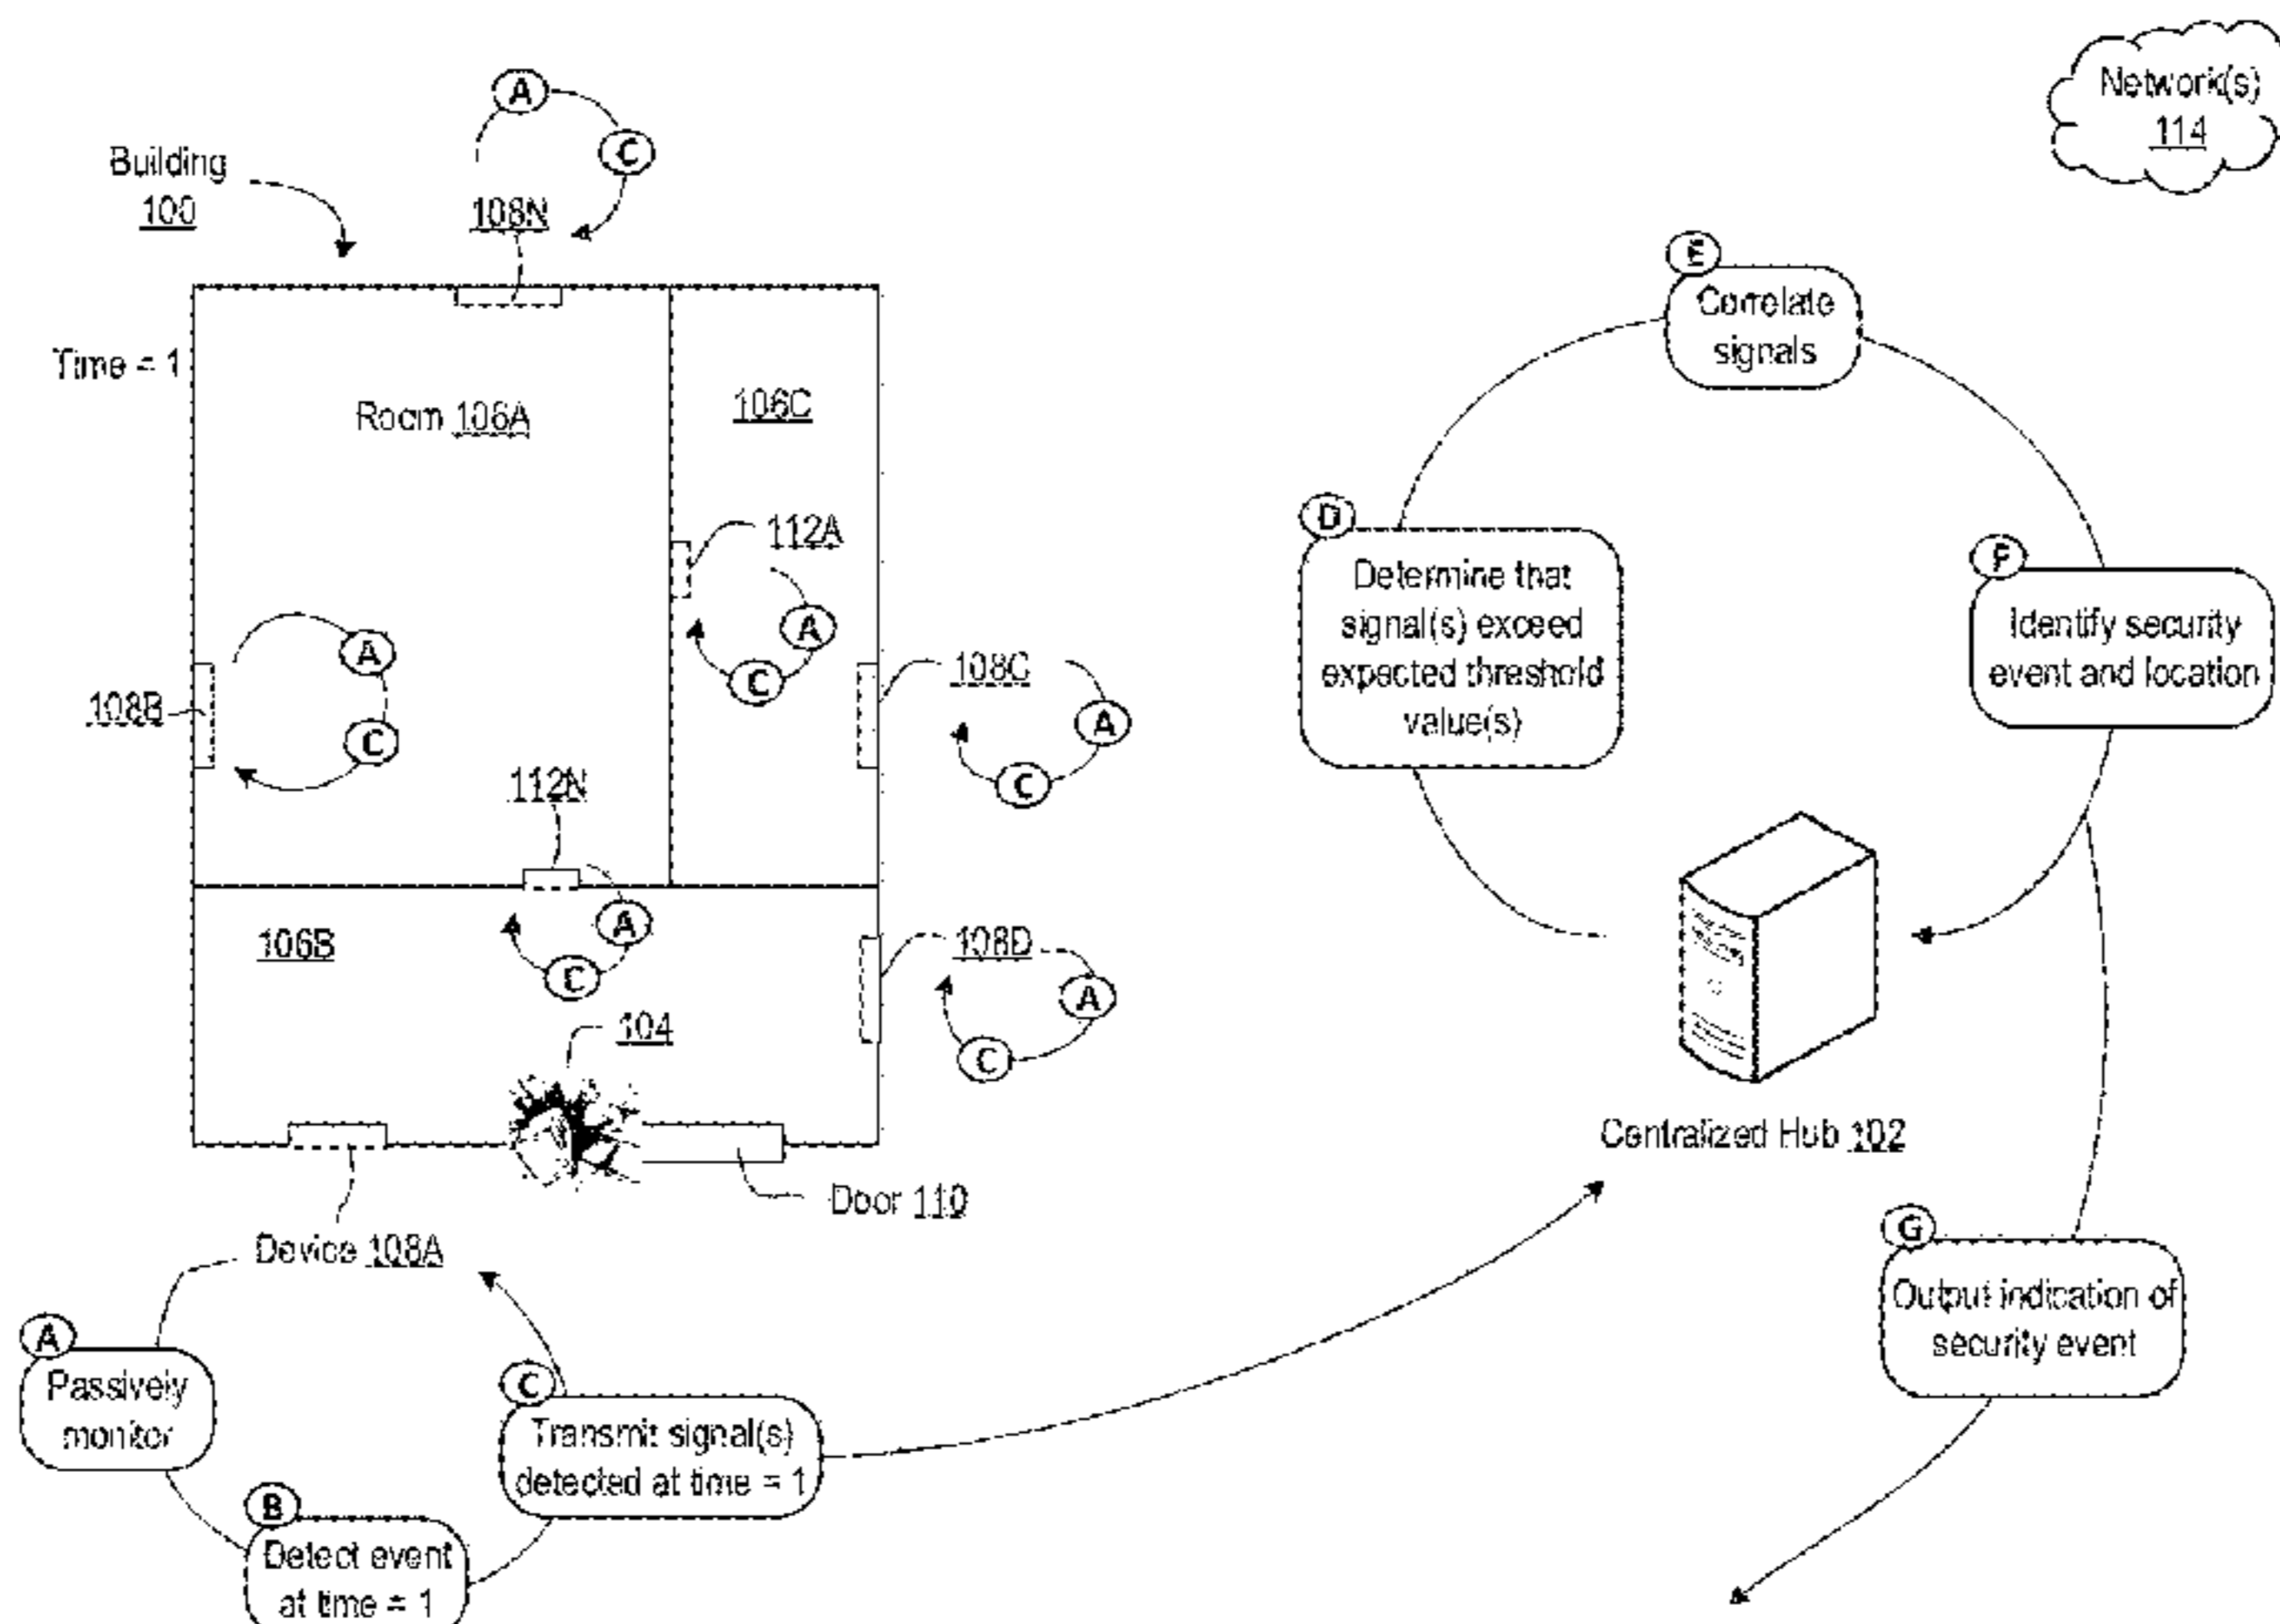 Network(s)
114
A
C
Building
100
108N
E
Correlate
signals
Time = 1
Room 106A
106C
112A
D
Determine that
signal(s) exceed
expected threshold
value(s)
F
Identify security
event and location
A
C
108B
A
C
108C
A
C
112N
A
C
106B
108D
A
C
104
Centralized Hub 102
Door 110
Device 108A
G
Output indication of
security event
A
Passively
monitor
C
Transmit signal(s)
detected at time = 1
B
Detect event
at time = 1